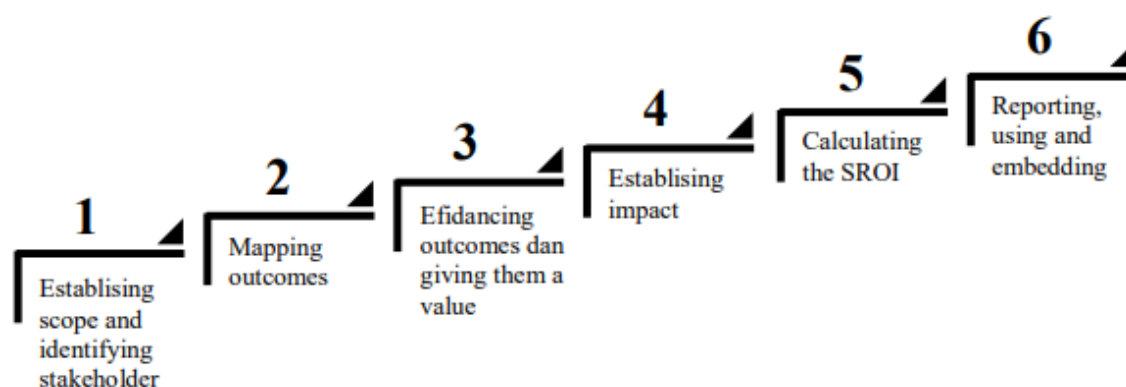 1
Establising
scope and
identifying
stakeholder
2
Mapping
outcomes
3
Efidancing
outcomes dan
giving them a
value
4
Establising
impact
5
Calculating
the SROI
6
Reporting,
using and
embedding